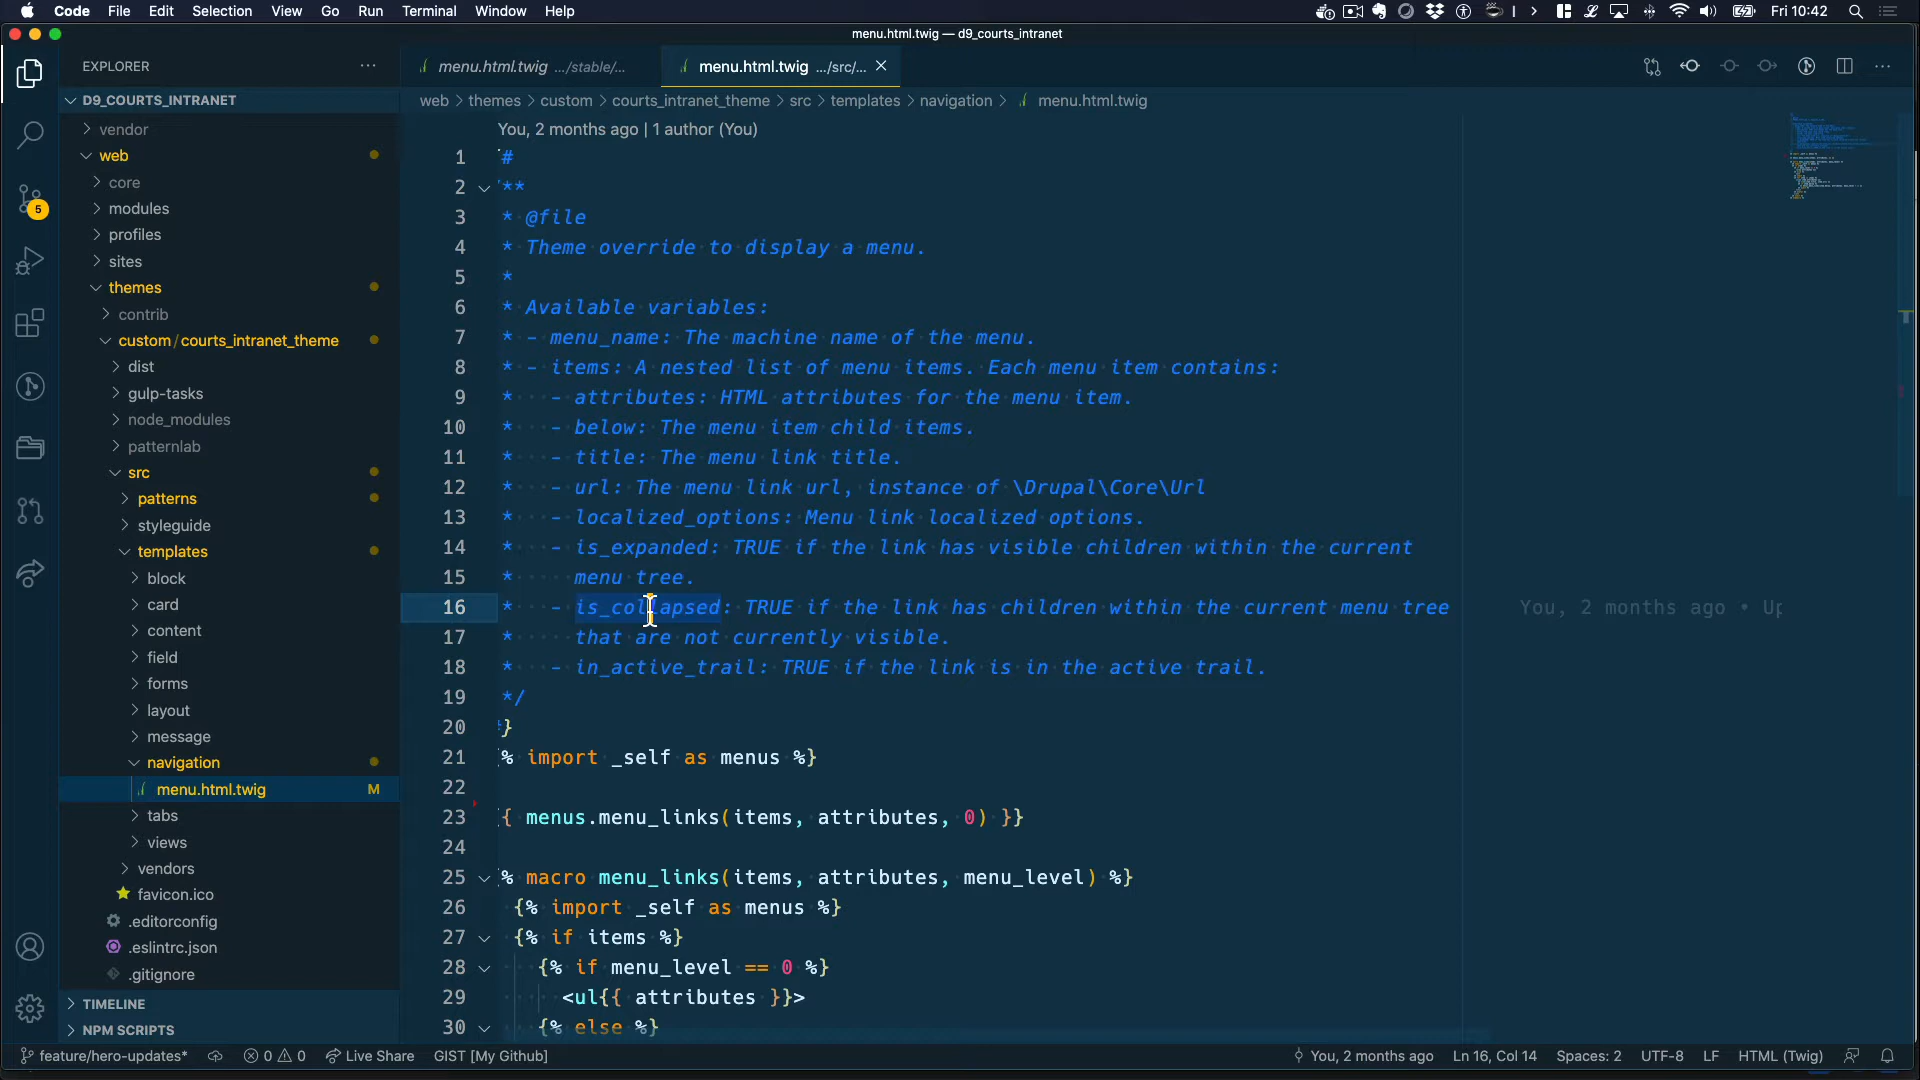 Code File Edit Selection View Go Run Terminal Window Help
Fri 10:42
menu.html.twig — d9_courts_intranet
EXPLORER
D9_COURTS_INTRANET
vendor
web
core
modules
profiles
sites
themes
contrib
custom / courts_intranet_theme
dist
gulp-tasks
node_modules
patternlab
src
patterns
styleguide
templates
block
card
content
field
forms
layout
message
navigation
menu.html.twig M
tabs
views
vendors
favicon.ico
.editorconfig
.eslintrc.json
.gitignore
TIMELINE
NPM SCRIPTS
5
menu.html.twig .../stable/...
menu.html.twig .../src/...
web > themes > custom > courts_intranet_theme > src > templates > navigation > menu.html.twig
You, 2 months ago | 1 author (You)
1 #
2 **
3 * @file
4 * Theme override to display a menu.
5 *
6 * Available variables:
7 * - menu_name: The machine name of the menu.
8 * - items: A nested list of menu items. Each menu item contains:
9 * - attributes: HTML attributes for the menu item.
10 * - below: The menu item child items.
11 * - title: The menu link title.
12 * - url: The menu link url, instance of \Drupal\Core\Url
13 * - localized_options: Menu link localized options.
14 * - is_expanded: TRUE if the link has visible children within the current
15 * menu tree.
16 * - is_collapsed: TRUE if the link has children within the current menu tree You, 2 months ago • Up
17 * that are not currently visible.
18 * - in_active_trail: TRUE if the link is in the active trail.
19 */
20 #}
21 {% import _self as menus %}
22
23 {{ menus.menu_links(items, attributes, 0) }}
24
25 {% macro menu_links(items, attributes, menu_level) %}
26 {% import _self as menus %}
27 {% if items %}
28 {% if menu_level == 0 %}
29 <ul{{ attributes }}>
30 {% else %}
feature/hero-updates* 0 0 Live Share GIST [My Github] You, 2 months ago Ln 16, Col 14 Spaces: 2 UTF-8 LF HTML (Twig)